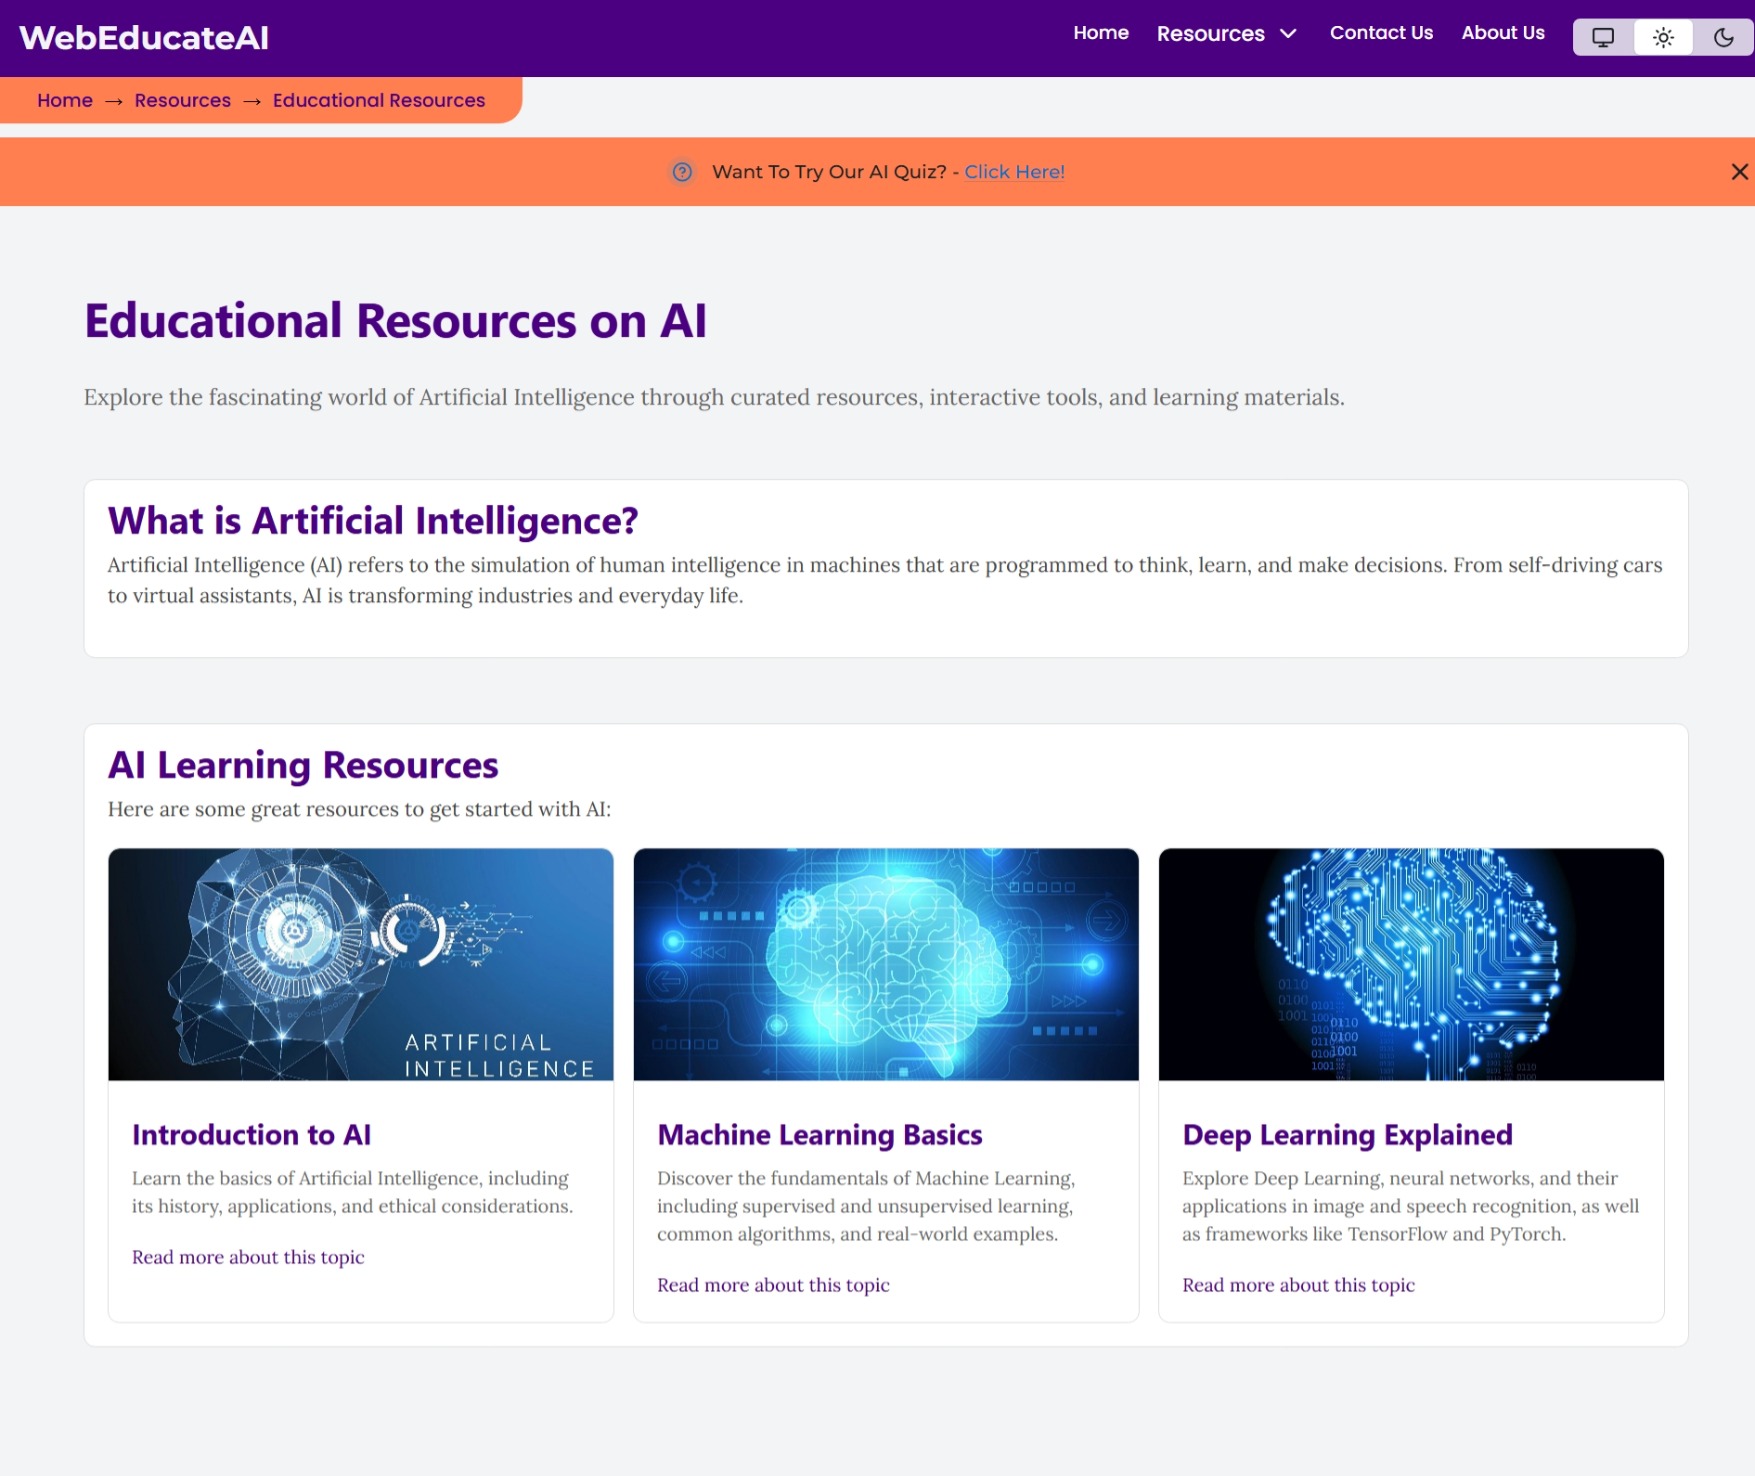 WebEducateAI
Home
Resources
Contact Us
About Us
Home → Resources → Educational Resources
Want To Try Our AI Quiz? - Click Here!
Educational Resources on AI
Explore the fascinating world of Artificial Intelligence through curated resources, interactive tools, and learning materials.
What is Artificial Intelligence?
Artificial Intelligence (AI) refers to the simulation of human intelligence in machines that are programmed to think, learn, and make decisions. From self-driving cars
to virtual assistants, AI is transforming industries and everyday life.
AI Learning Resources
Here are some great resources to get started with AI:
ARTIFICIAL
INTELLIGENCE
Introduction to AI
Learn the basics of Artificial Intelligence, including
its history, applications, and ethical considerations.
Read more about this topic
Machine Learning Basics
Discover the fundamentals of Machine Learning,
including supervised and unsupervised learning,
common algorithms, and real-world examples.
Read more about this topic
0110
0100
1001
Deep Learning Explained
Explore Deep Learning, neural networks, and their
applications in image and speech recognition, as well
as frameworks like TensorFlow and PyTorch.
Read more about this topic